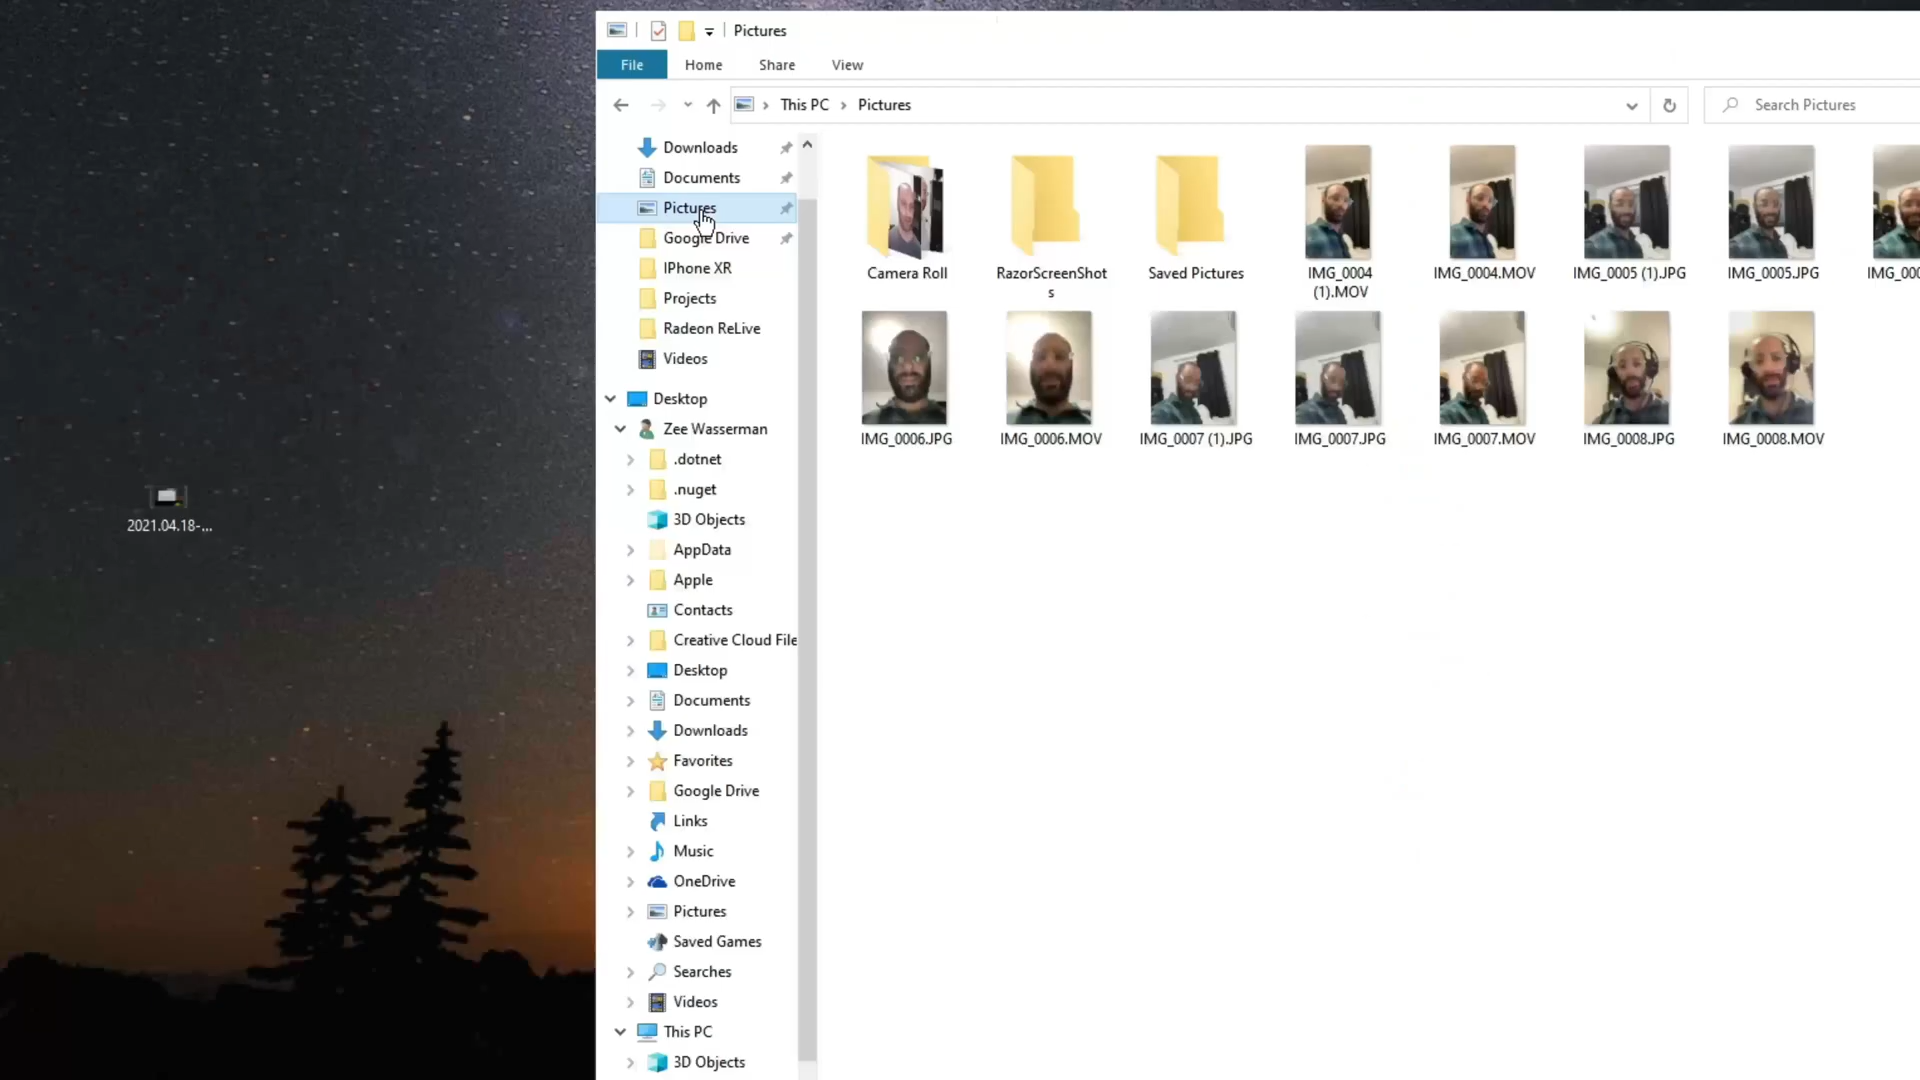 Pictures
File Home Share View
This PC Pictures
Search Pictures
Downloads
Documents
Pictures
Google Drive
IPhone XR
Projects
Radeon ReLive
Videos
Desktop
Zee Wasserman
.dotnet
.nuget
3D Objects
AppData
Apple
Contacts
Creative Cloud File
Desktop
Documents
Downloads
Favorites
Google Drive
Links
Music
OneDrive
Pictures
Saved Games
Searches
Videos
This PC
3D Objects
Camera Roll
RazorScreenShot
s
Saved Pictures
IMG_0004
(1).MOV
IMG_0004.MOV
IMG_0005 (1).JPG
IMG_0005.JPG
IMG_00
IMG_0006.JPG
IMG_0006.MOV
IMG_0007 (1).JPG
IMG_0007.JPG
IMG_0007.MOV
IMG_0008.JPG
IMG_0008.MOV
2021.04.18-...